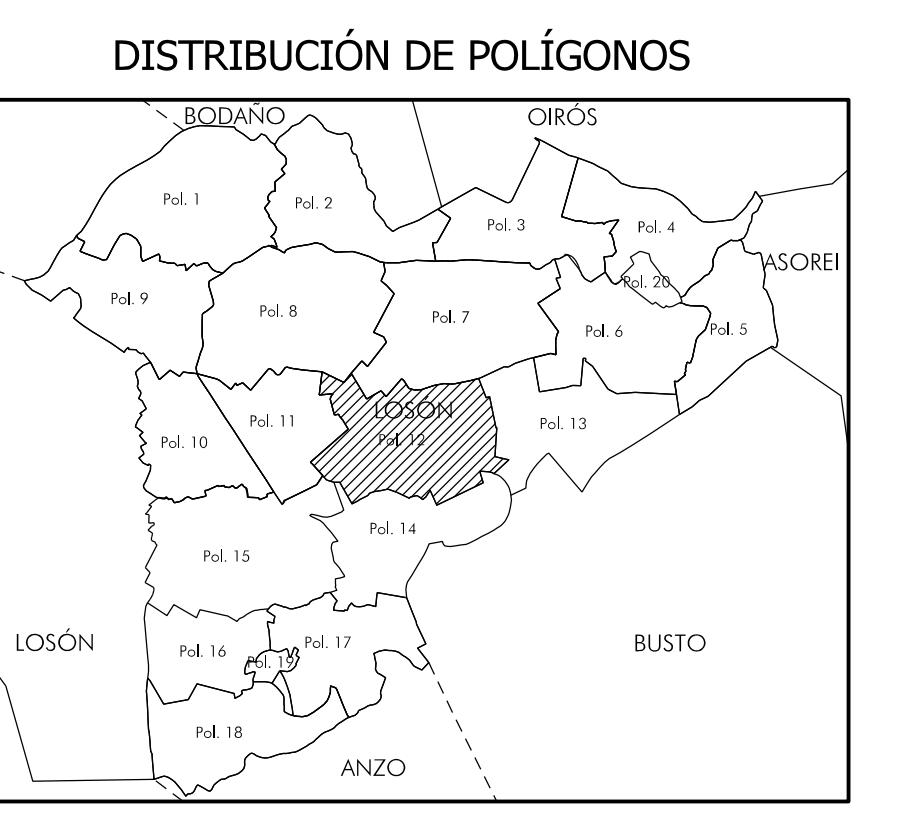 DISTRIBUCIÓN DE POLÍGONOS
BODAÑO
OIRÓS
Pol. 1
Pol. 2
Pol. 3
Pol. 4
ASOREI
Pol. 20
Pol. 9
Pol. 8
Pol. 7
Pol. 6
Pol. 5
LOSÓN
Pol. 11
Pol. 13
Pol. 10
Pol. 12
Pol. 14
Pol. 15
LOSÓN
Pol. 16
Pol. 19
Pol. 17
BUSTO
Pol. 18
ANZO